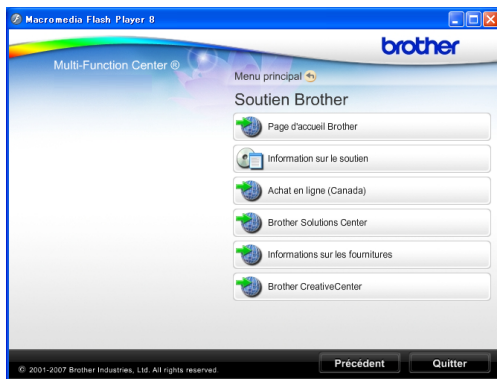 Macromedia Flash Player 8
brother
Multi-Function Center ®
Menu principal
Soutien Brother
Page d'accueil Brother
Information sur le soutien
Achat en ligne (Canada)
Brother Solutions Center
Informations sur les fournitures
Brother CreativeCenter
Précédent
Quitter
© 2001-2007 Brother Industries, Ltd. All rights reserved.